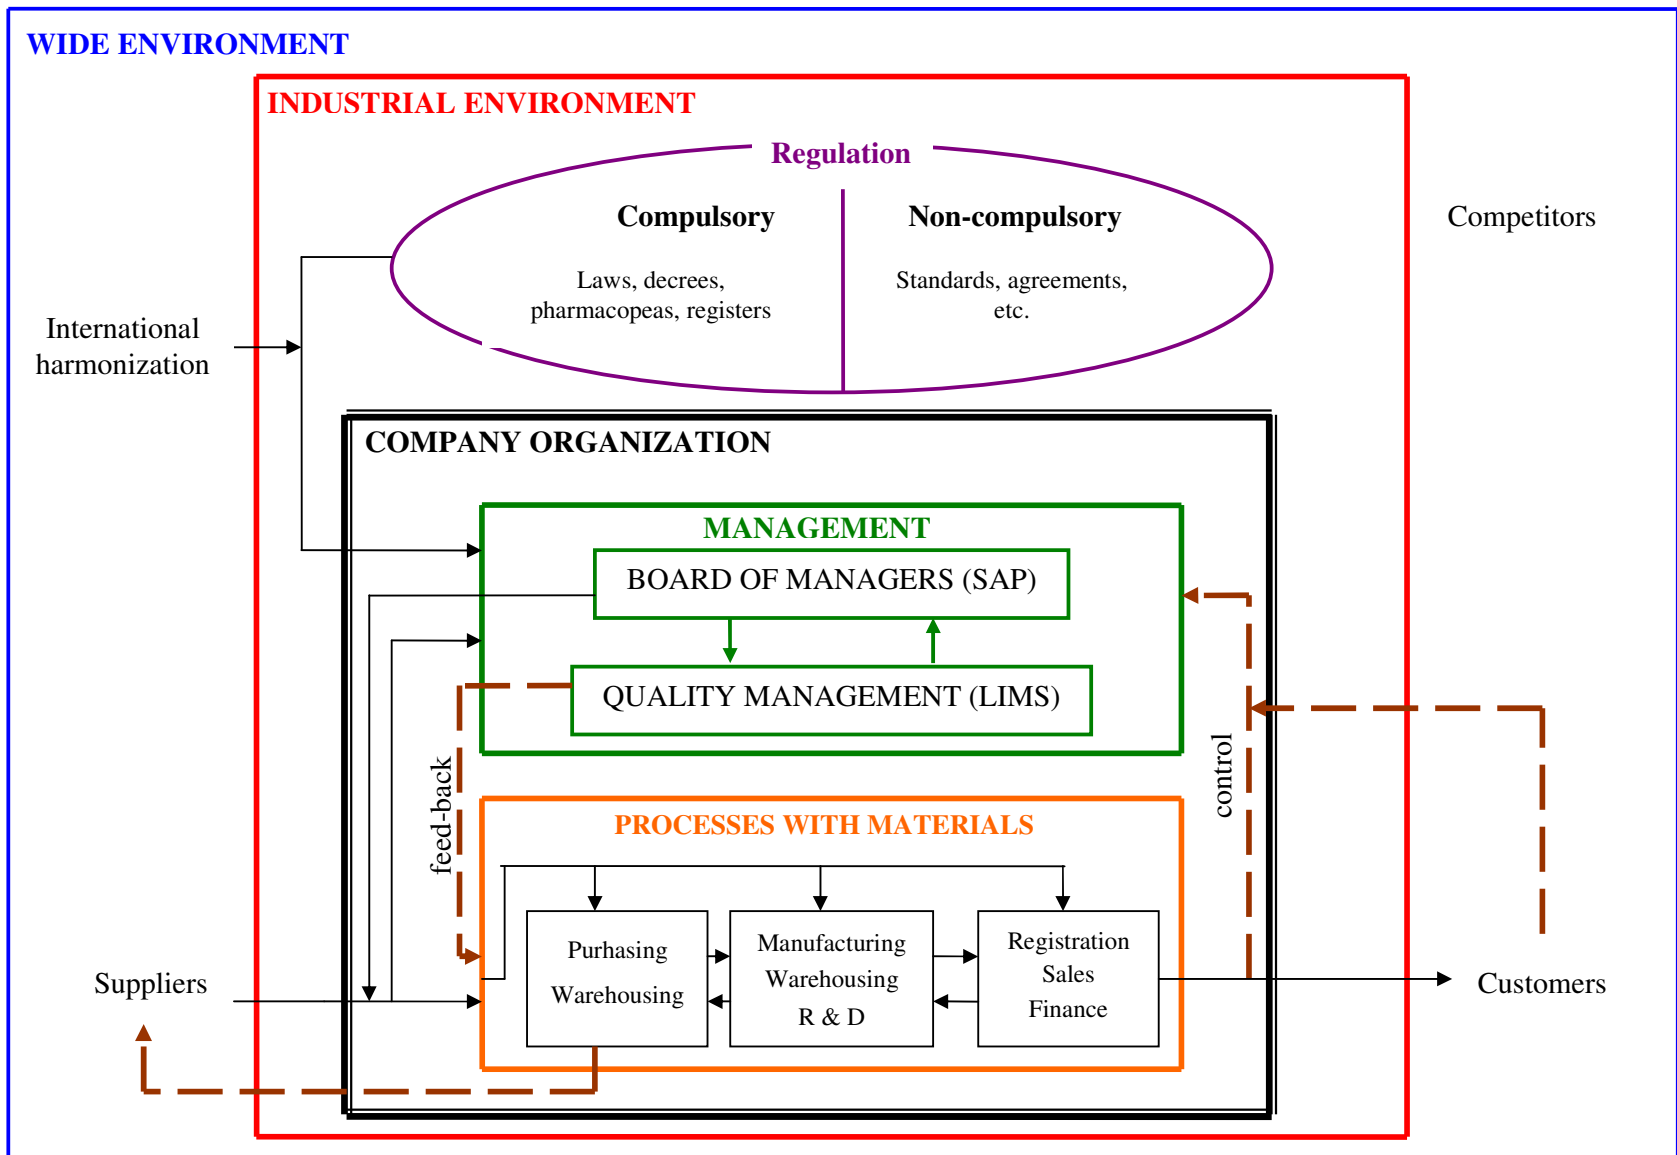 WIDE ENVIRONMENT
INDUSTRIAL ENVIRONMENT
Regulation
Compulsory
Non-compulsory
Laws, decrees,
pharmacopeas, registers
Standards, agreements,
etc.
Competitors
International
harmonization
COMPANY ORGANIZATION
MANAGEMENT
BOARD OF MANAGERS (SAP)
QUALITY MANAGEMENT (LIMS)
feed-back
control
PROCESSES WITH MATERIALS
Purhasing
Warehousing
Manufacturing
Warehousing
R & D
Registration
Sales
Finance
Suppliers
Customers